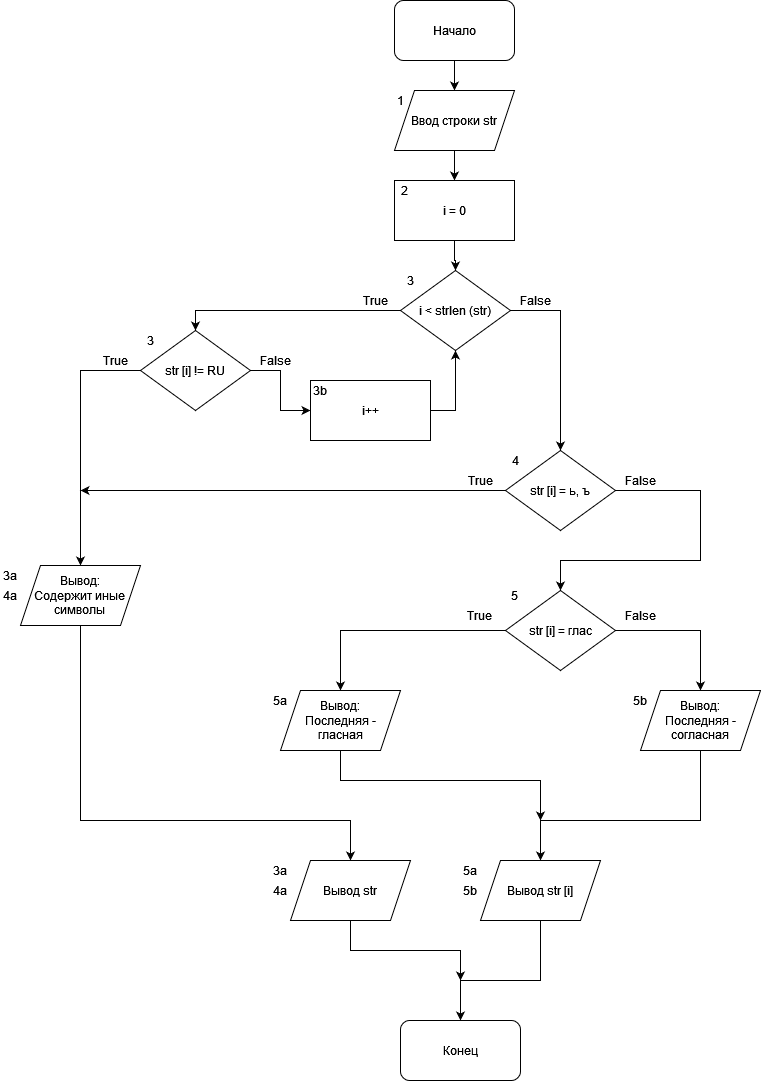 Начало
1
Ввод строки str
2
i = 0
3
i < strlen (str)
True
False
3
str [i] != RU
True
False
3b
i++
4
str [i] = ь, ъ
True
False
3a
4a
Вывод:
Содержит иные
символы
5
str [i] = глас
True
False
5a
Вывод:
Последняя -
гласная
5b
Вывод:
Последняя -
согласная
3a
4a
Вывод str
5a
5b
Вывод str [i]
Конец